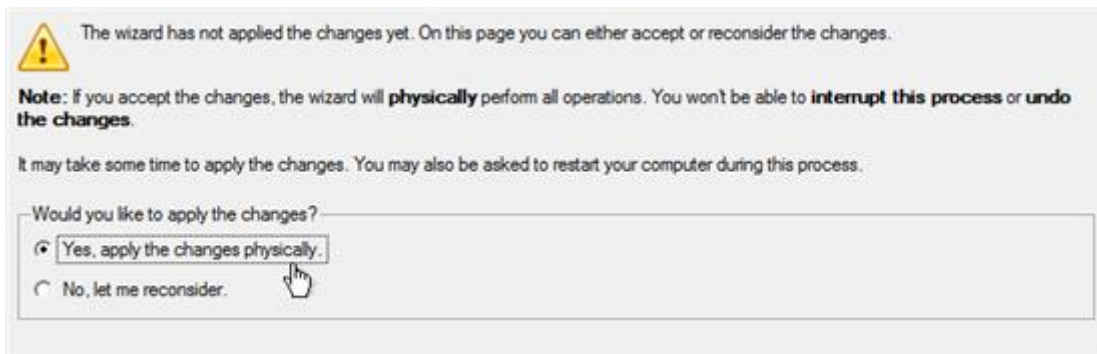 The wizard has not applied the changes yet. On this page you can either accept or reconsider the changes.
Note: If you accept the changes, the wizard will physically perform all operations. You won't be able to interrupt this process or undo
the changes.
It may take some time to apply the changes. You may also be asked to restart your computer during this process.
Would you like to apply the changes?
Yes, apply the changes physically.
No, let me reconsider.